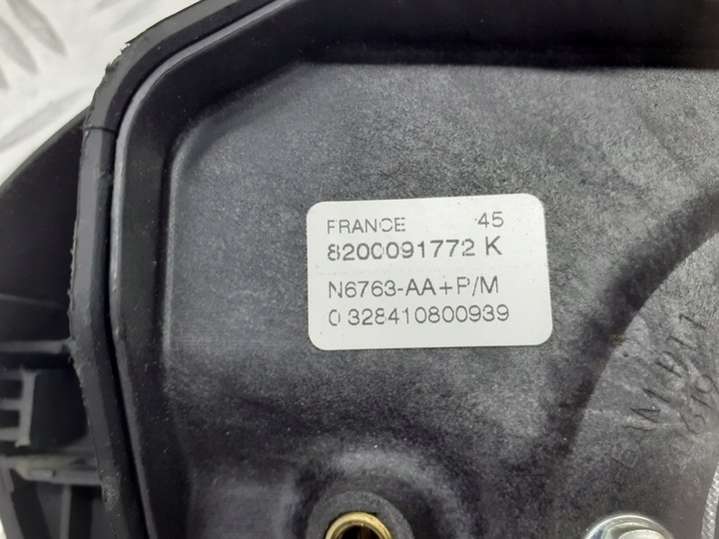 FRANCE 45
8200091772 K
N6763-AA+P/M
0 328410800939